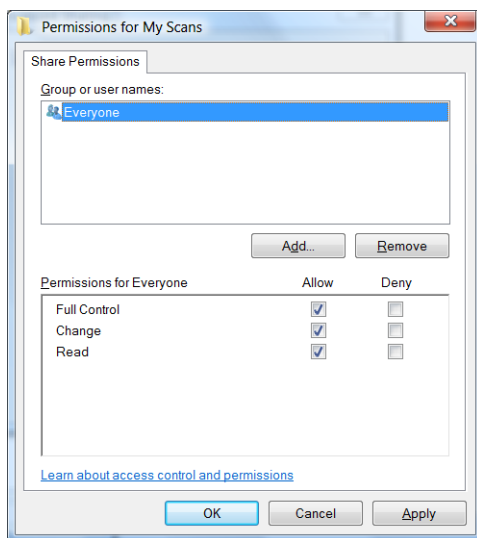 Permissions for My Scans
Share Permissions
Group or user names:
Everyone
Add...
Remove
Permissions for Everyone Allow Deny
Full Control
Change
Read
Learn about access control and permissions
OK Cancel Apply